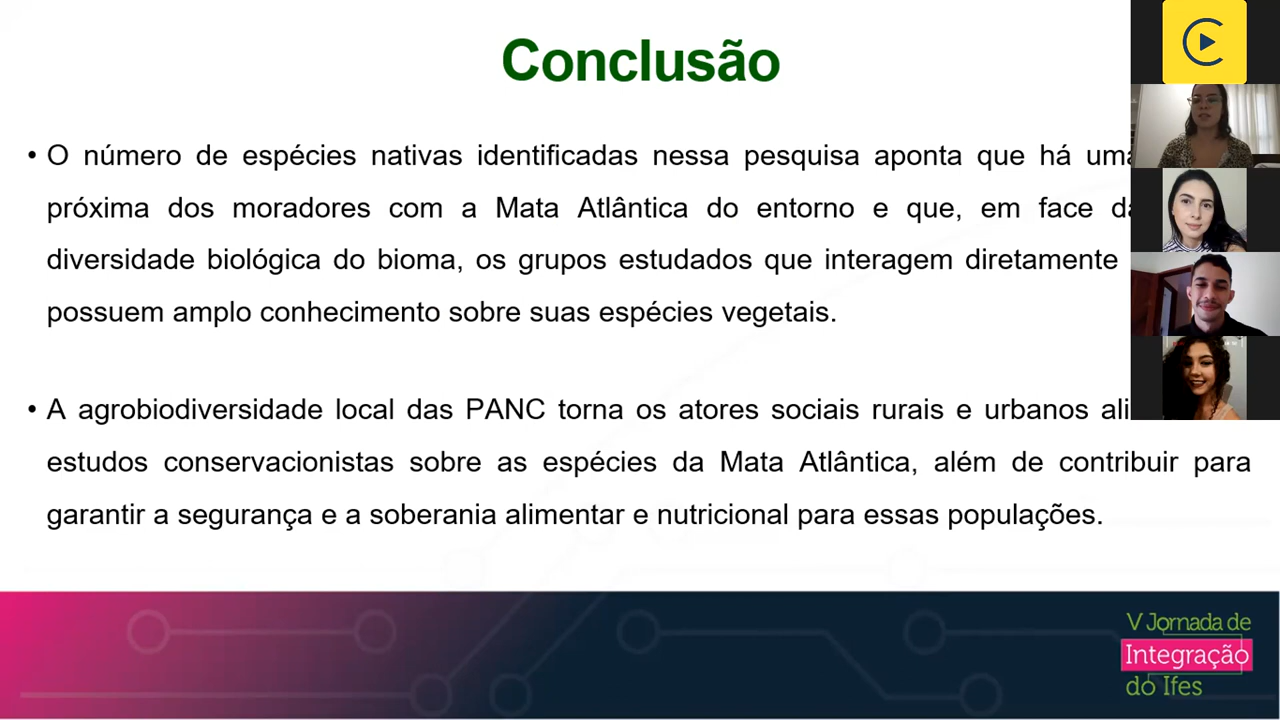 Conclusão
• O número de espécies nativas identificadas nessa pesquisa aponta que há uma
próxima dos moradores com a Mata Atlântica do entorno e que, em face da
diversidade biológica do bioma, os grupos estudados que interagem diretamente
possuem amplo conhecimento sobre suas espécies vegetais.
• A agrobiodiversidade local das PANC torna os atores sociais rurais e urbanos
estudos conservacionistas sobre as espécies da Mata Atlântica, além de contribuir para
garantir a segurança e a soberania alimentar e nutricional para essas populações.
V Jornada de
Integração
do Ifes